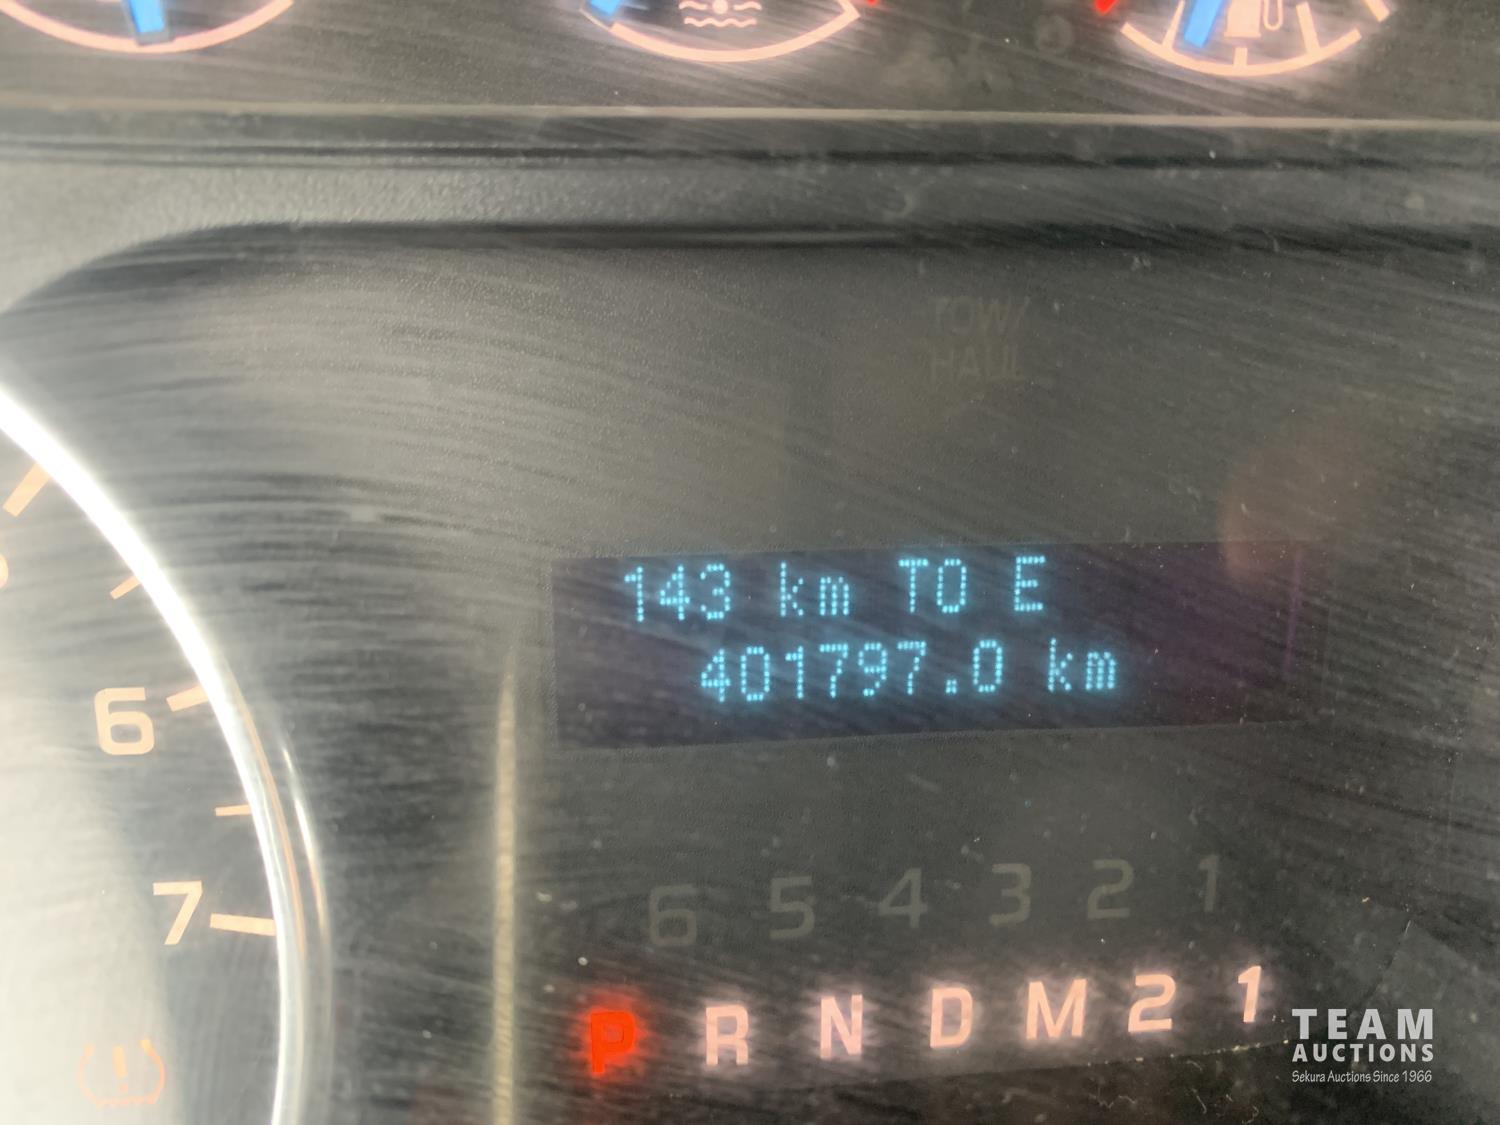 TOW/
HAUL
143 km TO E
401797.0 km
6
7
6 5 4 3 2 1
P R N D M 2 1
TEAM
AUCTIONS
Sekura Auctions Since 1966